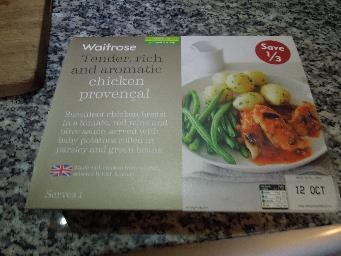 Waitrose
Tender, rich
and aromatic
chicken
provençal
Succulent chicken breast
in a tomato, red wine and
olive sauce, served with
baby potatoes rolled in
parsley and green beans
Serves 1
Save
1/3
12 OCT